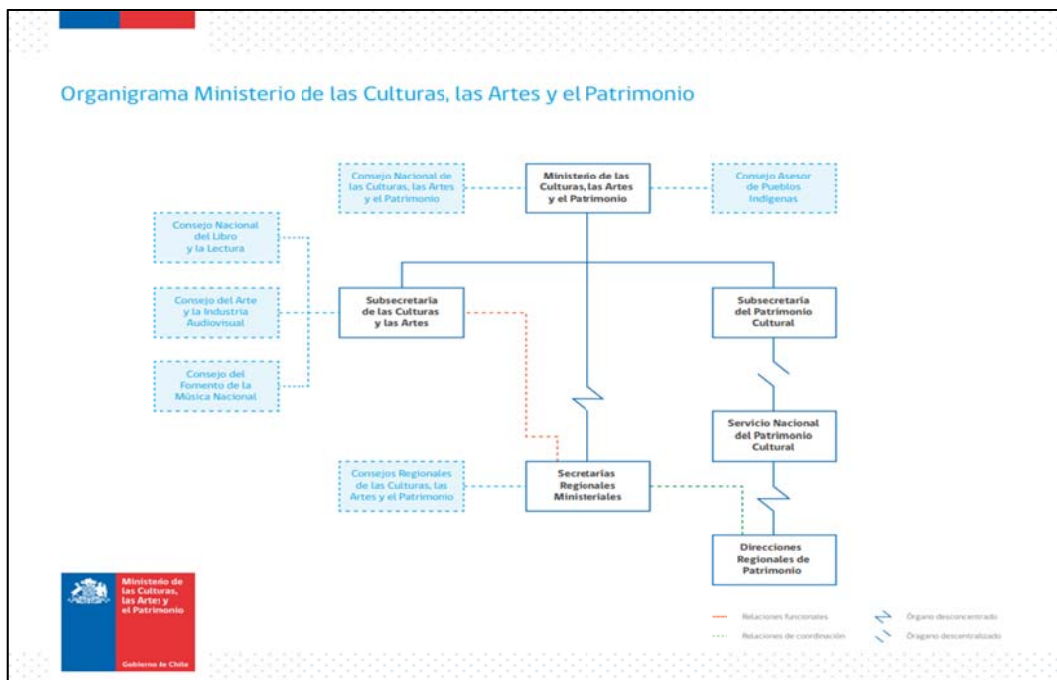 Organigrama Ministerio de las Culturas, las Artes y el Patrimonio
Consejo Nacional de
las Culturas, las Artes
y el Patrimonio
Ministerio de las
Culturas, las Artes
y el Patrimonio
Consejo Asesor
de Pueblos
Indígenas
Consejo Nacional
del Libro
y la Lectura
Consejo del Arte
y la Industria
Audiovisual
Subsecretaría
de las Culturas
y las Artes
Subsecretaría
del Patrimonio
Cultural
Consejo del
Fomento de la
Música Nacional
Servicio Nacional
del Patrimonio
Cultural
Consejos Regionales
de las Culturas, las
Artes y el Patrimonio
Secretarías
Regionales
Ministeriales
Direcciones
Regionales de
Patrimonio
Ministerio de
las Culturas,
las Artes y
el Patrimonio
Gobierno de Chile
Relaciones funcionales
Órgano desconcentrado
Relaciones de coordinación
Óragano descentralizado